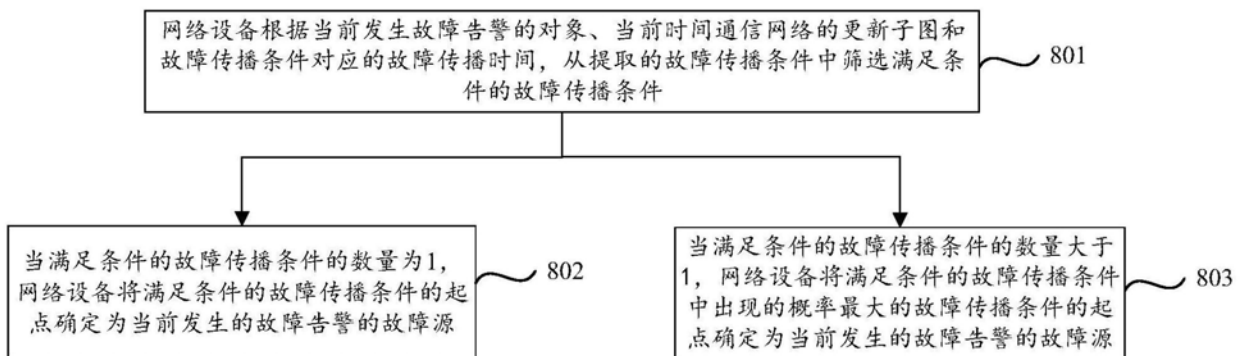 网络设备根据当前发生故障告警的对象、当前时间通信网络的更新子图和
故障传播条件对应的故障传播时间，从提取的故障传播条件中筛选满足条
件的故障传播条件
801
当满足条件的故障传播条件的数量为1，
网络设备将满足条件的故障传播条件的起
点确定为当前发生的故障告警的故障源
802
当满足条件的故障传播条件的数量大于
1，网络设备将满足条件的故障传播条件
中出现的概率最大的故障传播条件的起
点确定为当前发生的故障告警的故障源
803